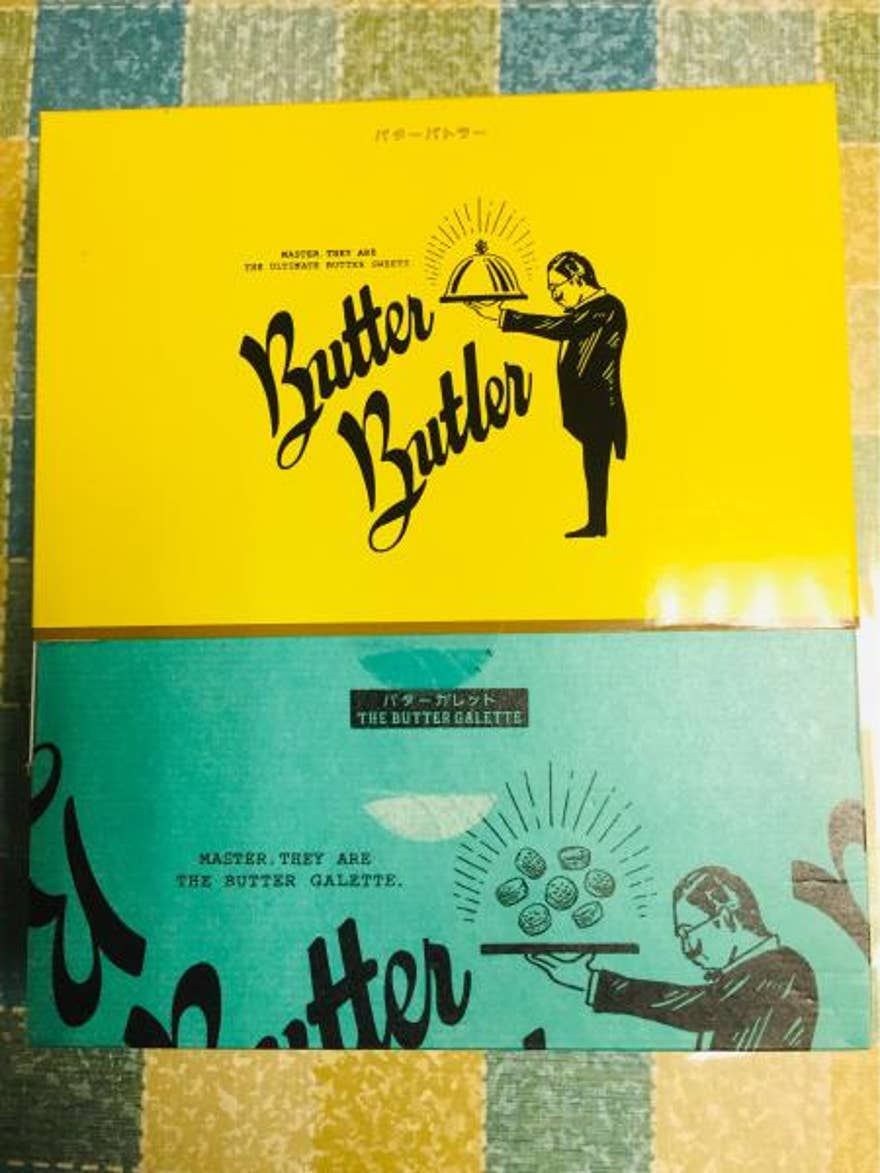 バターバトラー
MASTER, THEY ARE
THE ULTIMATE BUTTER SWEETS
Butter
Butler
バターガレット
THE BUTTER GALETTE
MASTER, THEY ARE
THE BUTTER GALETTE.
Butter